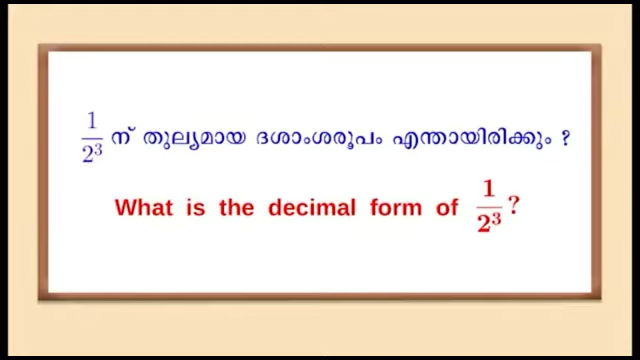 1/2³ ന് തുല്യമായ ദശാംശരൂപം എന്തായിരിക്കും ?
What is the decimal form of 1/2³ ?